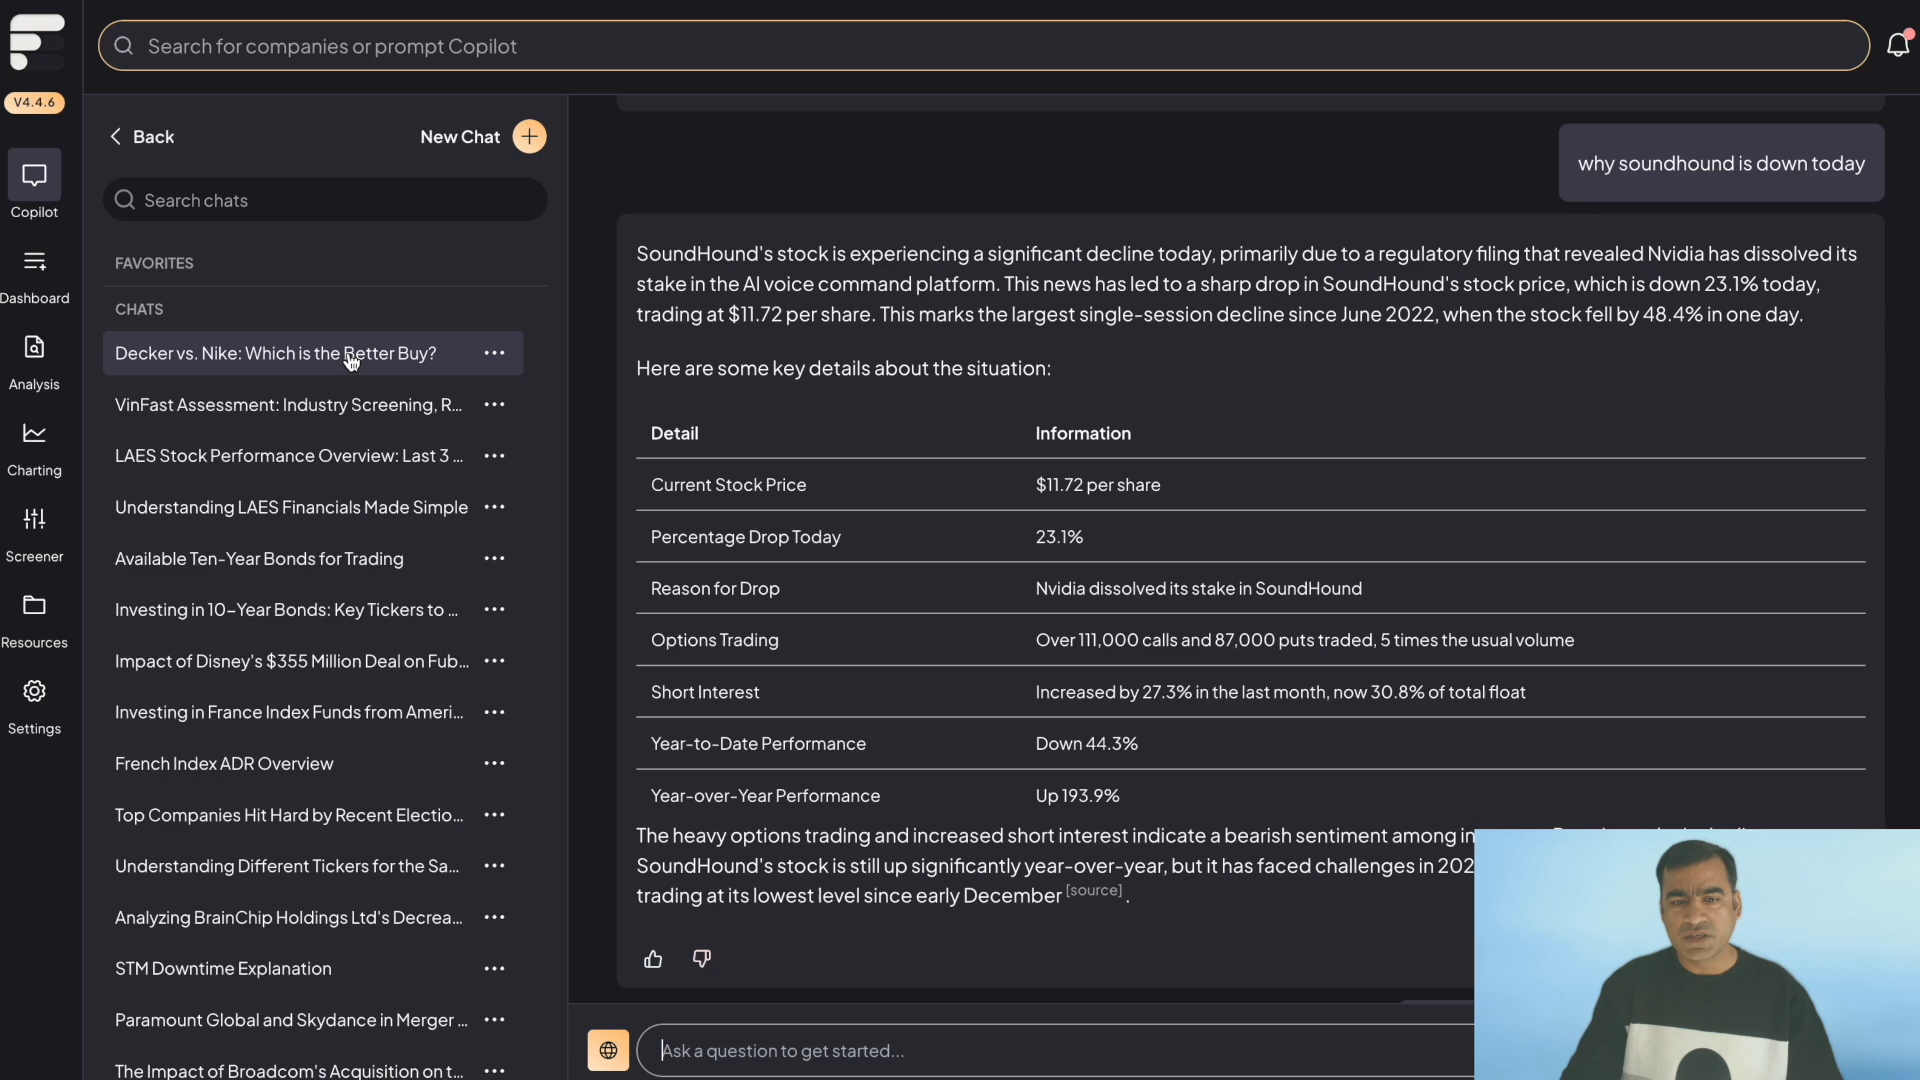 Search for companies or prompt Copilot
V4.4.6
Copilot
Dashboard
Analysis
Charting
Screener
Resources
Settings
Back
New Chat
Search chats
FAVORITES
CHATS
Decker vs. Nike: Which is the Better Buy?
VinFast Assessment: Industry Screening, R...
LAES Stock Performance Overview: Last 3 ...
Understanding LAES Financials Made Simple
Available Ten-Year Bonds for Trading
Investing in 10-Year Bonds: Key Tickers to ...
Impact of Disney's $355 Million Deal on Fub...
Investing in France Index Funds from Ameri...
French Index ADR Overview
Top Companies Hit Hard by Recent Electio...
Understanding Different Tickers for the Sa...
Analyzing BrainChip Holdings Ltd's Decrea...
STM Downtime Explanation
Paramount Global and Skydance in Merger ...
The Impact of Broadcom's Acquisition on t...
why soundhound is down today
SoundHound's stock is experiencing a significant decline today, primarily due to a regulatory filing that revealed Nvidia has dissolved its
stake in the AI voice command platform. This news has led to a sharp drop in SoundHound's stock price, which is down 23.1% today,
trading at $11.72 per share. This marks the largest single-session decline since June 2022, when the stock fell by 48.4% in one day.
Here are some key details about the situation:
Detail Information
Current Stock Price $11.72 per share
Percentage Drop Today 23.1%
Reason for Drop Nvidia dissolved its stake in SoundHound
Options Trading Over 111,000 calls and 87,000 puts traded, 5 times the usual volume
Short Interest Increased by 27.3% in the last month, now 30.8% of total float
Year-to-Date Performance Down 44.3%
Year-over-Year Performance Up 193.9%
The heavy options trading and increased short interest indicate a bearish sentiment among in
SoundHound's stock is still up significantly year-over-year, but it has faced challenges in 202
trading at its lowest level since early December [source] .
Ask a question to get started...